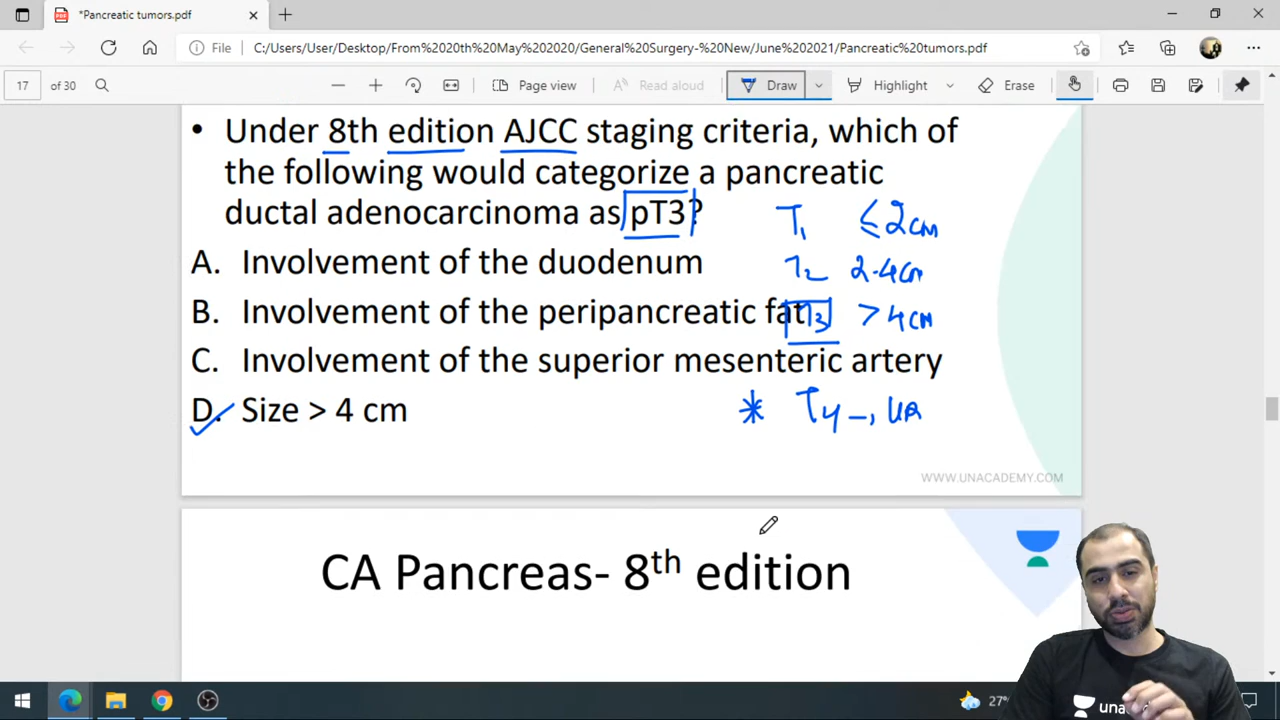 *Pancreatic tumors.pdf
File
C:/Users/User/Desktop/From%2020th%20May%202020/General%20Surgery-%20New/June%202021/Pancreatic%20tumors.pdf
17 of 30
Page view
Read aloud
Draw
Highlight
Erase
• Under 8th edition AJCC staging criteria, which of
the following would categorize a pancreatic
ductal adenocarcinoma as pT3?
T1 ≤2cm
A. Involvement of the duodenum
T2 2-4cm
B. Involvement of the peripancreatic fat
T3 >4cm
C. Involvement of the superior mesenteric artery
D. Size > 4 cm
* T4 → UR
WWW.UNACADEMY.COM
CA Pancreas- 8th edition
una
27°